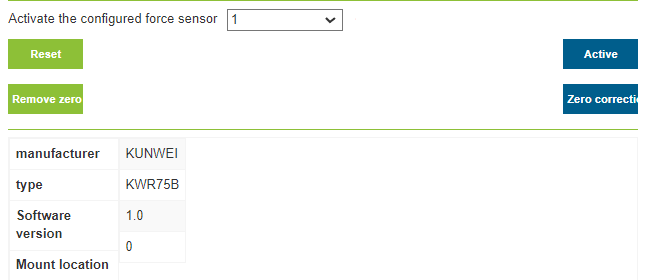 Activate the configured force sensor 1
Reset Active
Remove zero Zero correcti
manufacturer KUNWEI
type KWR75B
Software 1.0
version
0
Mount location